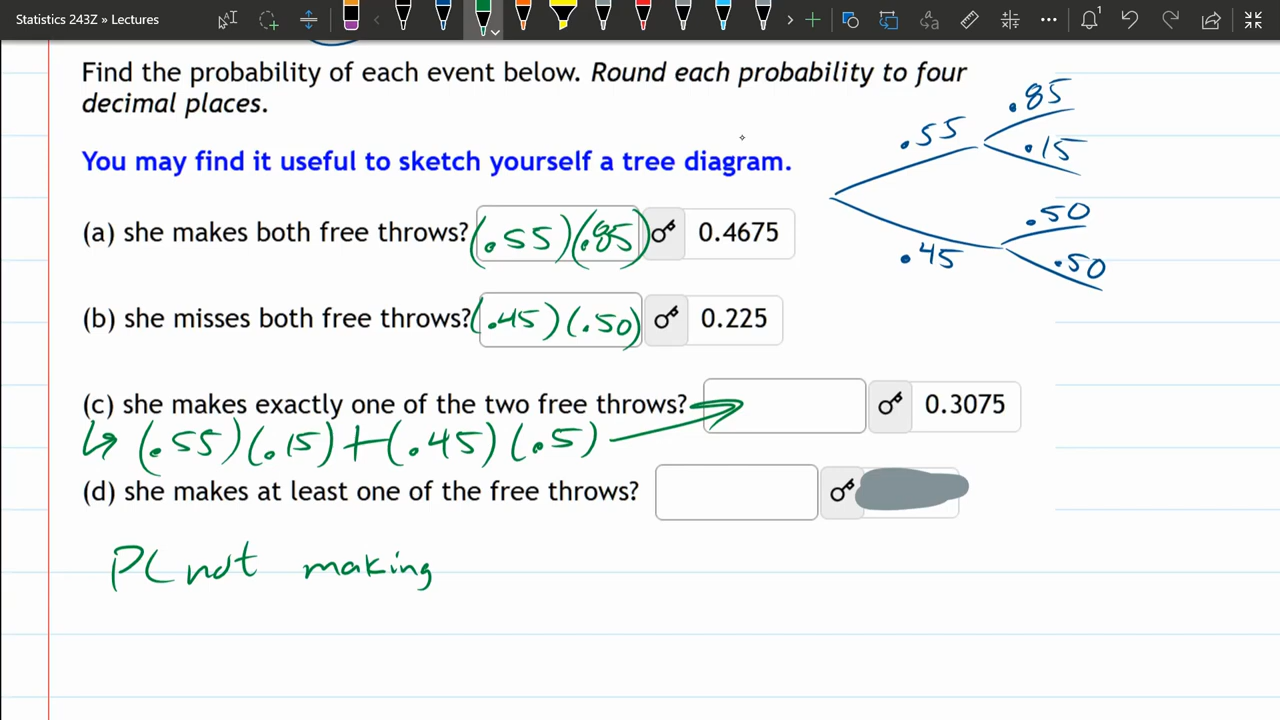 Statistics 243Z » Lectures
Find the probability of each event below. Round each probability to four
decimal places.
You may find it useful to sketch yourself a tree diagram.
.55
.85
.15
.45
.50
.50
(a) she makes both free throws? (.55)(.85) 0.4675
(b) she misses both free throws? (.45)(.50) 0.225
(c) she makes exactly one of the two free throws? 0.3075
↳ (.55)(.15)+(.45)(.5)
(d) she makes at least one of the free throws?
P(not making